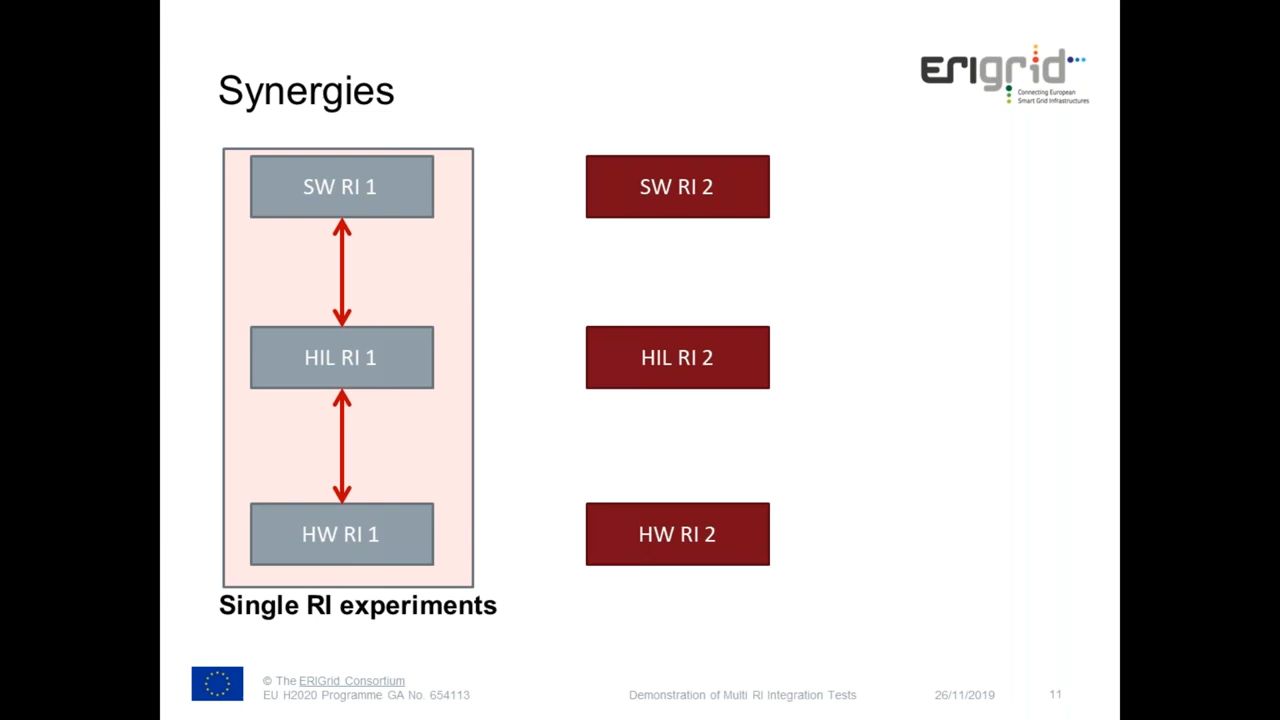 Synergies
ERIgrid
Connecting European
Smart Grid Infrastructures
SW RI 1
SW RI 2
HIL RI 1
HIL RI 2
HW RI 1
HW RI 2
Single RI experiments
© The ERIGrid Consortium
EU H2020 Programme GA No. 654113
Demonstration of Multi RI Integration Tests
26/11/2019
11